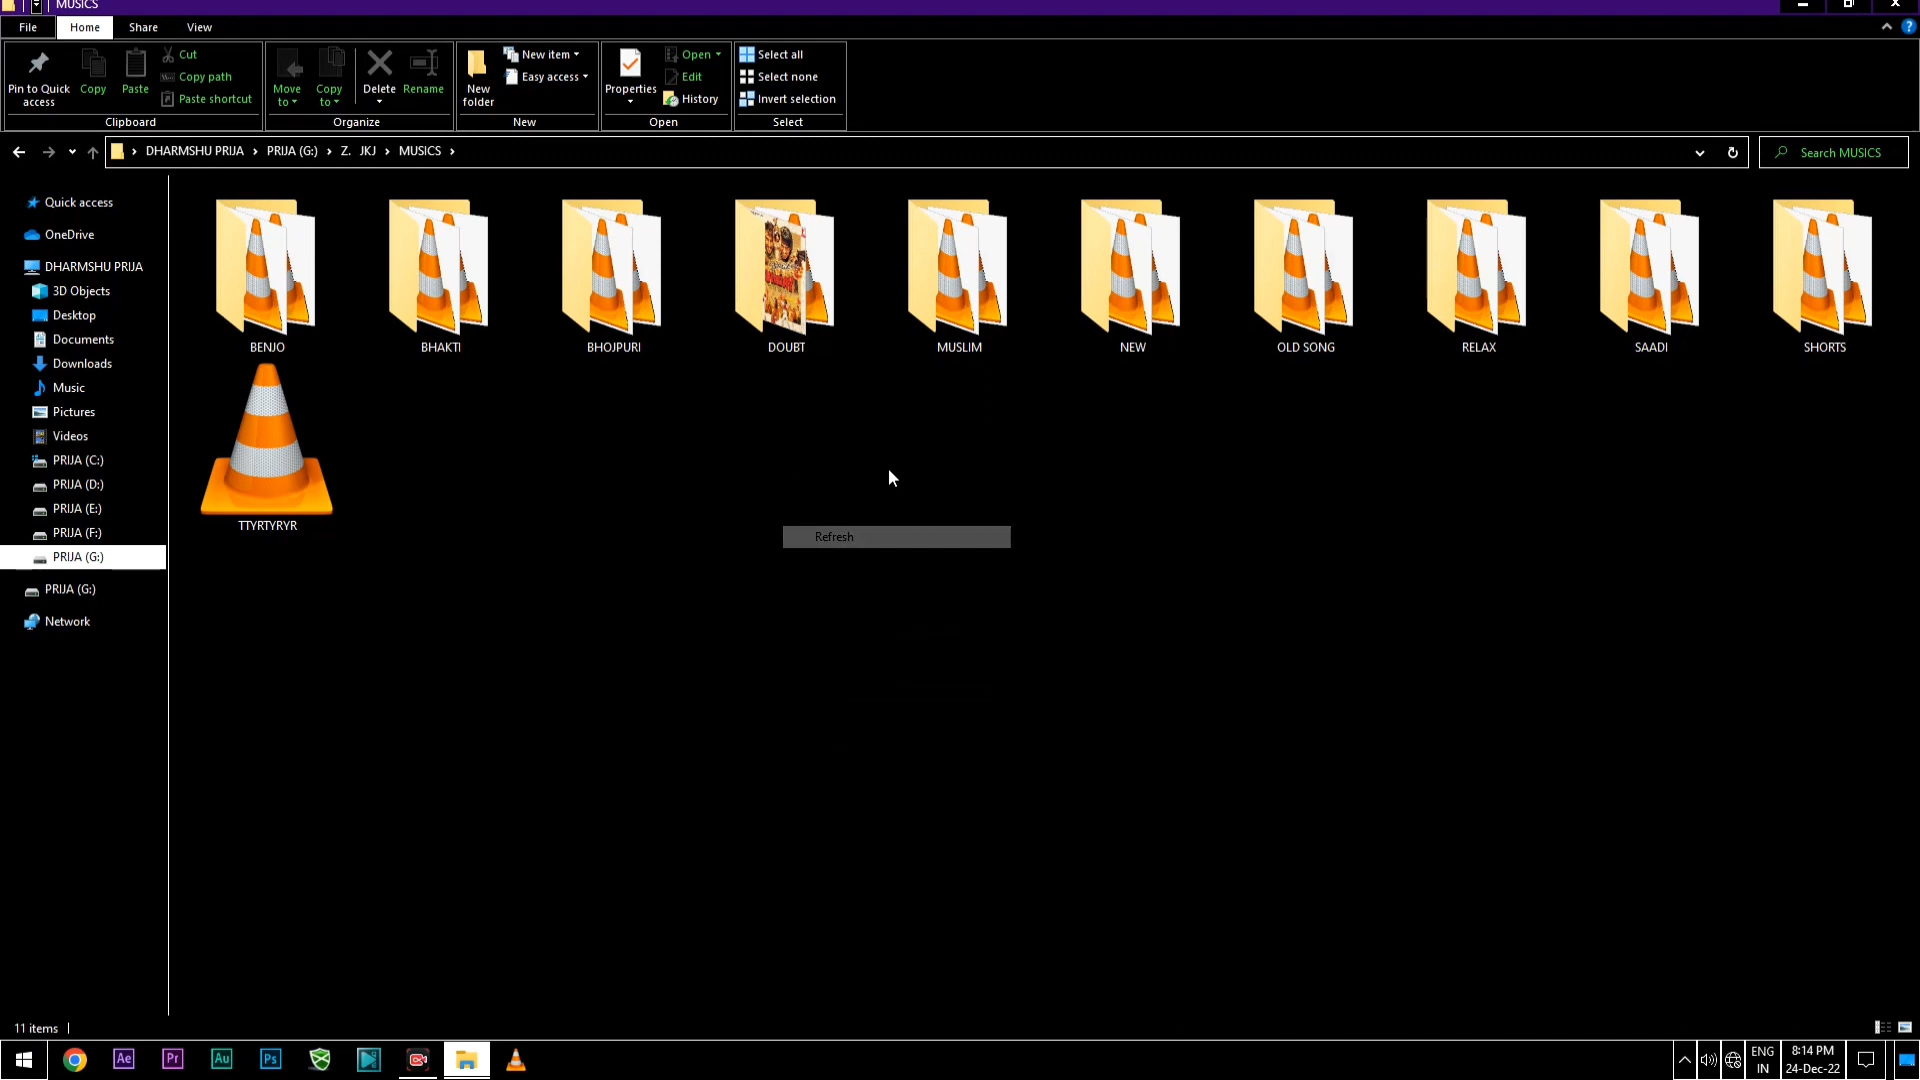 MUSICS
File Home Share View
Pin to Quick access
Copy
Paste
Cut
Copy path
Paste shortcut
Clipboard
Move to
Copy to
Delete
Rename
Organize
New folder
New item
Easy access
New
Properties
Open
Edit
History
Open
Select all
Select none
Invert selection
Select
DHARMSHU PRIJA PRIJA (G:) Z. JKJ MUSICS
Search MUSICS
Quick access
OneDrive
DHARMSHU PRIJA
3D Objects
Desktop
Documents
Downloads
Music
Pictures
Videos
PRIJA (C:)
PRIJA (D:)
PRIJA (E:)
PRIJA (F:)
PRIJA (G:)
PRIJA (G:)
Network
BENJO BHAKTI BHOJPURI DOUBT MUSLIM NEW OLD SONG RELAX SAADI SHORTS
TTYRTYRYR
Refresh
11 items
Ae Pr Au Ps
ENG
IN
8:14 PM
24-Dec-22